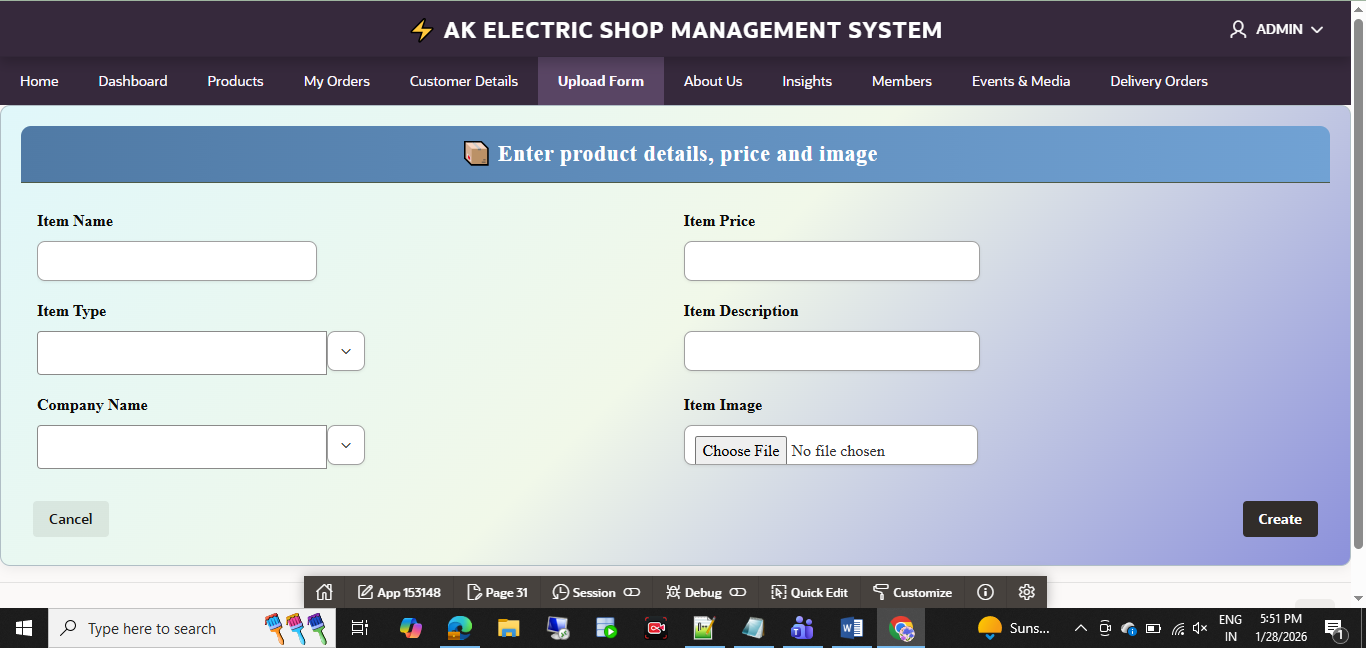 ⚡ AK ELECTRIC SHOP MANAGEMENT SYSTEM
ADMIN
Home Dashboard Products My Orders Customer Details Upload Form About Us Insights Members Events & Media Delivery Orders
📦 Enter product details, price and image
Item Name Item Price
Item Type Item Description
Company Name Item Image
Choose File No file chosen
Cancel Create
App 153148 Page 31 Session Debug Quick Edit Customize
Type here to search
Suns...
ENG
IN
5:51 PM
1/28/2026
1